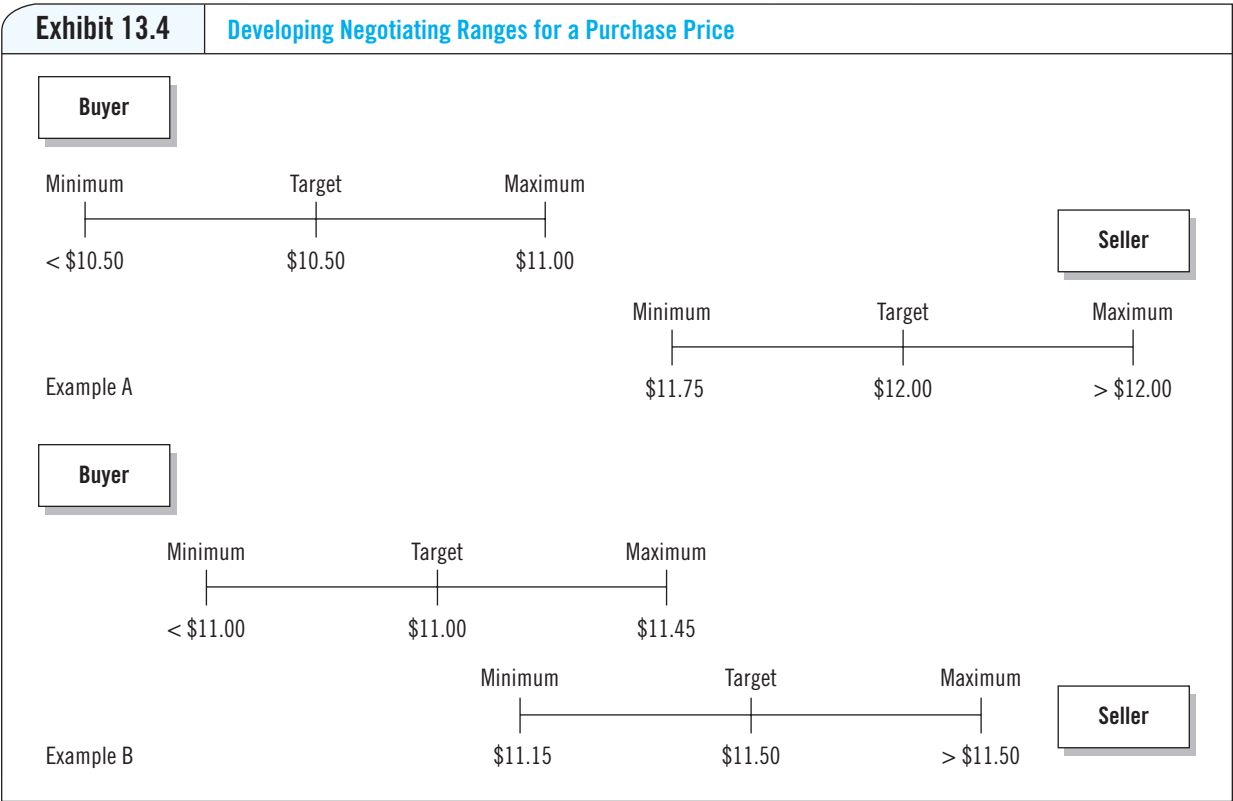 Exhibit 13.4 Developing Negotiating Ranges for a Purchase Price
Buyer
Minimum Target Maximum
< $10.50 $10.50 $11.00
Seller
Minimum Target Maximum
$11.75 $12.00 > $12.00
Example A
Buyer
Minimum Target Maximum
< $11.00 $11.00 $11.45
Minimum Target Maximum
Seller
$11.15 $11.50 > $11.50
Example B